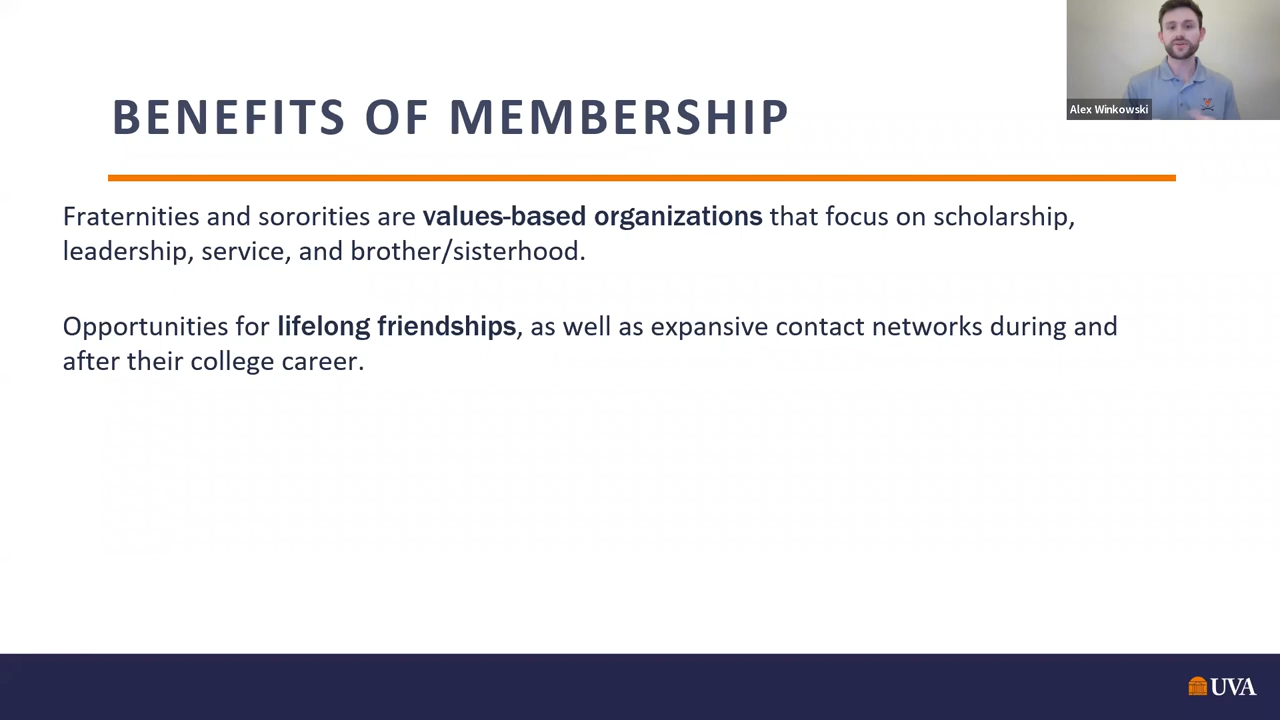 Alex Winkowski
BENEFITS OF MEMBERSHIP
Fraternities and sororities are values-based organizations that focus on scholarship,
leadership, service, and brother/sisterhood.
Opportunities for lifelong friendships, as well as expansive contact networks during and
after their college career.
UVA